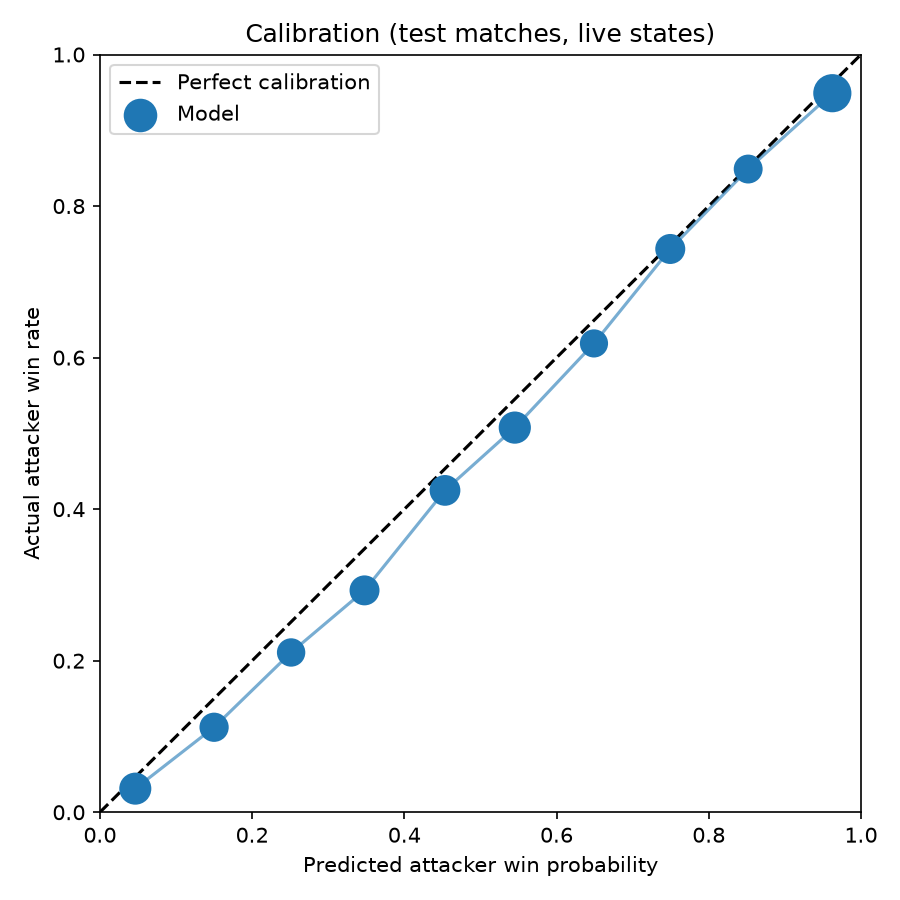 Calibration (test matches, live states)
Perfect calibration
Model
1.0
0.8
0.6
0.4
0.2
0.0
Actual attacker win rate
0.0 0.2 0.4 0.6 0.8 1.0
Predicted attacker win probability